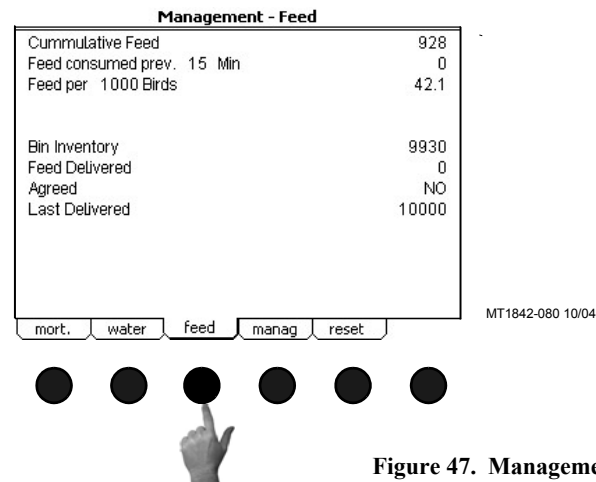 Management - Feed
Cummulative Feed 928
Feed consumed prev. 15 Min 0
Feed per 1000 Birds 42.1
Bin Inventory 9930
Feed Delivered 0
Agreed NO
Last Delivered 10000
MT1842-080 10/04
mort. water feed manag reset
Figure 47. Manageme